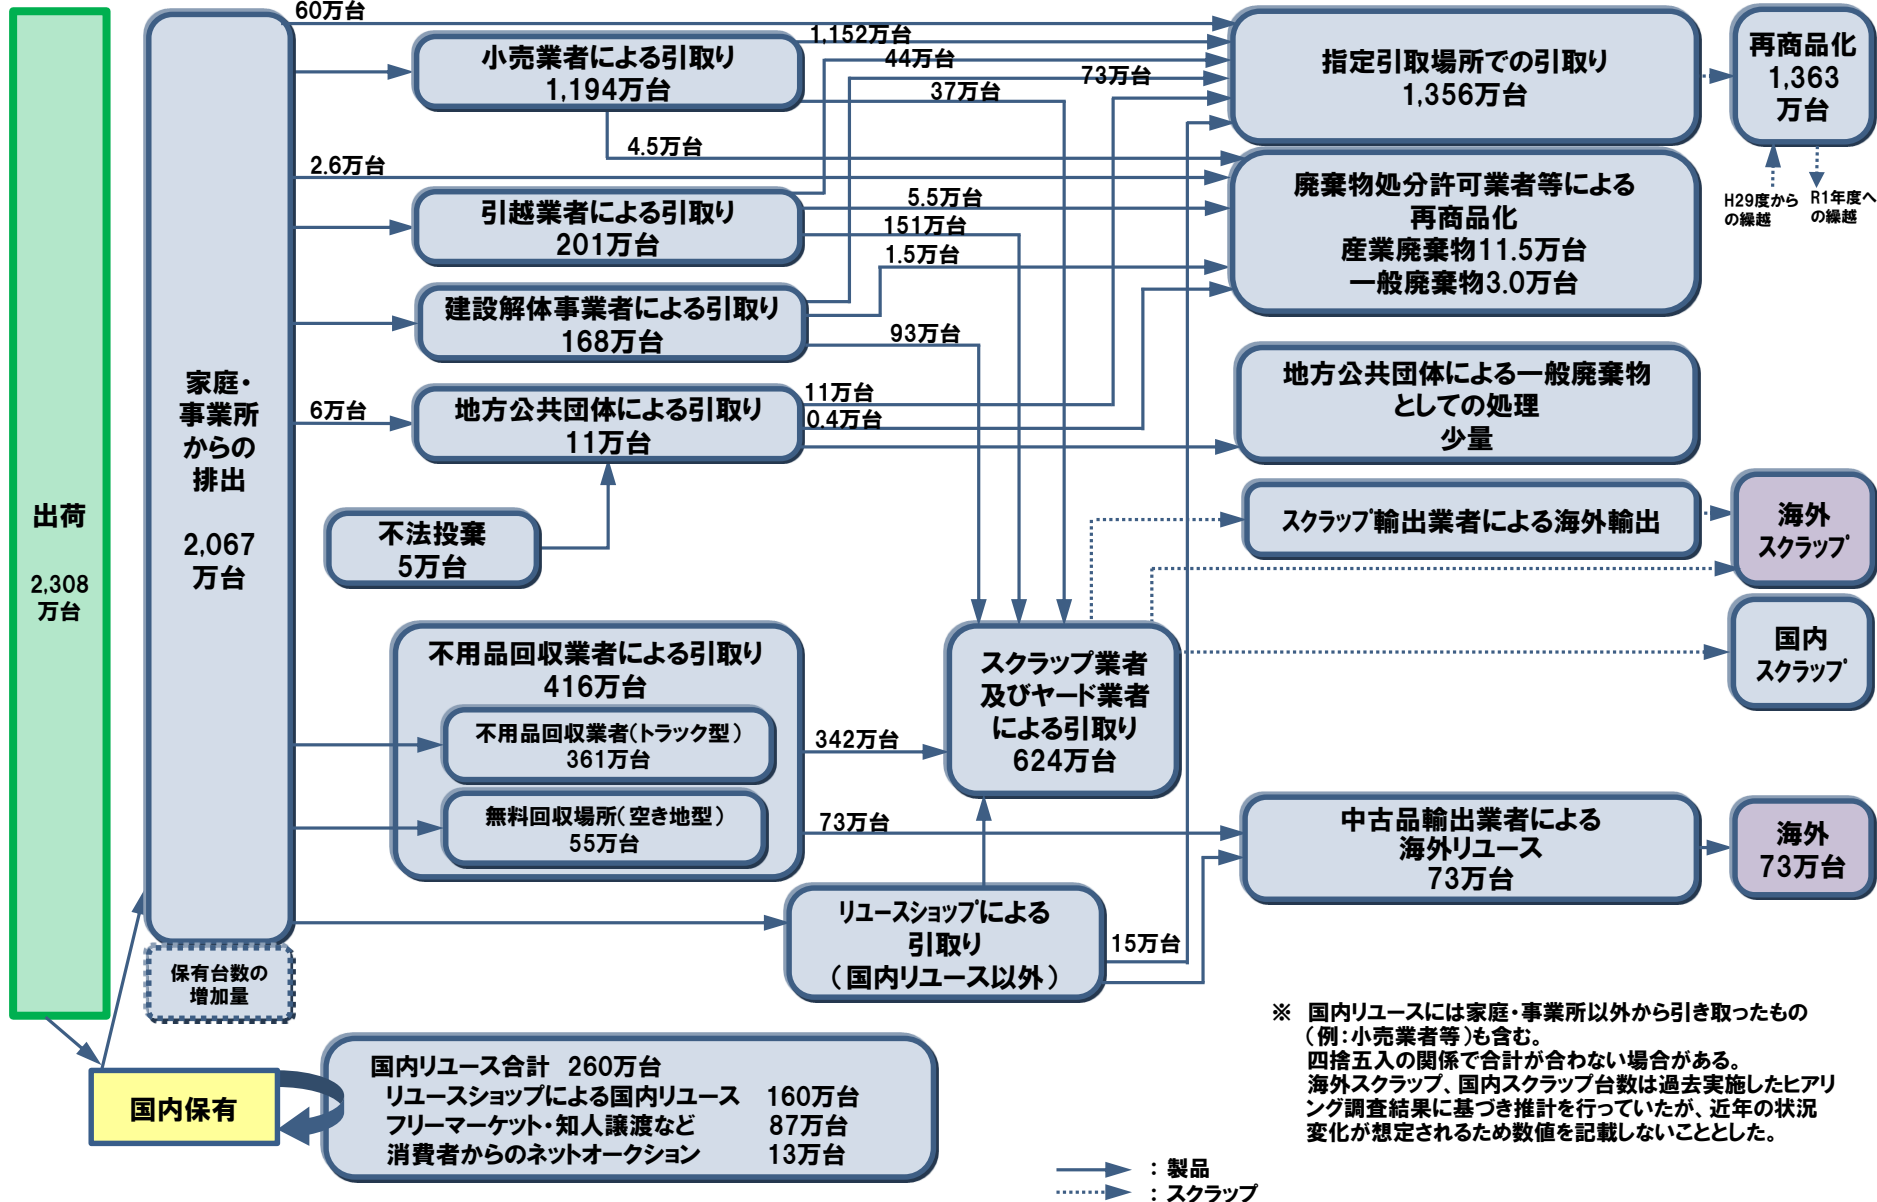 出荷
2,308
万台
家庭・
事業所
からの
排出
2,067
万台
保有台数の
増加量
国内保有
60万台
小売業者による引取り
1,194万台
1,152万台
44万台
73万台
37万台
4.5万台
2.6万台
引越業者による引取り
201万台
5.5万台
151万台
1.5万台
建設解体事業者による引取り
168万台
93万台
6万台
地方公共団体による引取り
11万台
11万台
0.4万台
不法投棄
5万台
不用品回収業者による引取り
416万台
不用品回収業者(トラック型)
361万台
無料回収場所(空き地型)
55万台
342万台
73万台
スクラップ業者
及びヤード業者
による引取り
624万台
リユースショップによる
引取り
(国内リユース以外)
15万台
指定引取場所での引取り
1,356万台
再商品化
1,363
万台
H29度から
の繰越
R1年度へ
の繰越
廃棄物処分許可業者等による
再商品化
産業廃棄物11.5万台
一般廃棄物3.0万台
地方公共団体による一般廃棄物
としての処理
少量
スクラップ輸出業者による海外輸出
海外
スクラップ
国内
スクラップ
中古品輸出業者による
海外リユース
73万台
海外
73万台
国内リユース合計 260万台
リユースショップによる国内リユース 160万台
フリーマーケット・知人譲渡など 87万台
消費者からのネットオークション 13万台
※ 国内リユースには家庭・事業所以外から引き取ったもの
(例:小売業者等)も含む。
四捨五入の関係で合計が合わない場合がある。
海外スクラップ、国内スクラップ台数は過去実施したヒアリ
ング調査結果に基づき推計を行っていたが、近年の状況
変化が想定されるため数値を記載しないこととした。
: 製品
: スクラップ